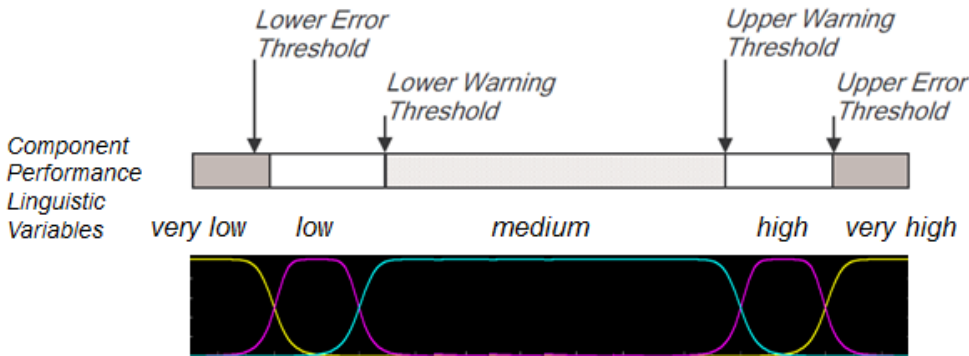 Lower Error
Threshold
Upper Warning
Threshold
Lower Warning
Threshold
Upper Error
Threshold
Component
Performance
Linguistic
Variables
very low
low
medium
high
very high